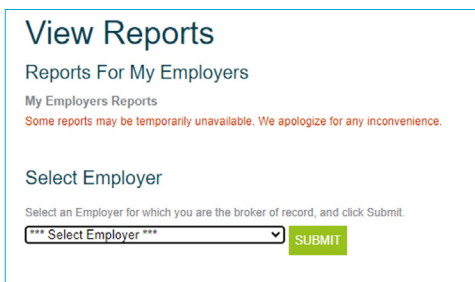 View Reports
Reports For My Employers
My Employers Reports
Some reports may be temporarily unavailable. We apologize for any inconvenience.
Select Employer
Select an Employer for which you are the broker of record, and click Submit.
*** Select Employer *** SUBMIT